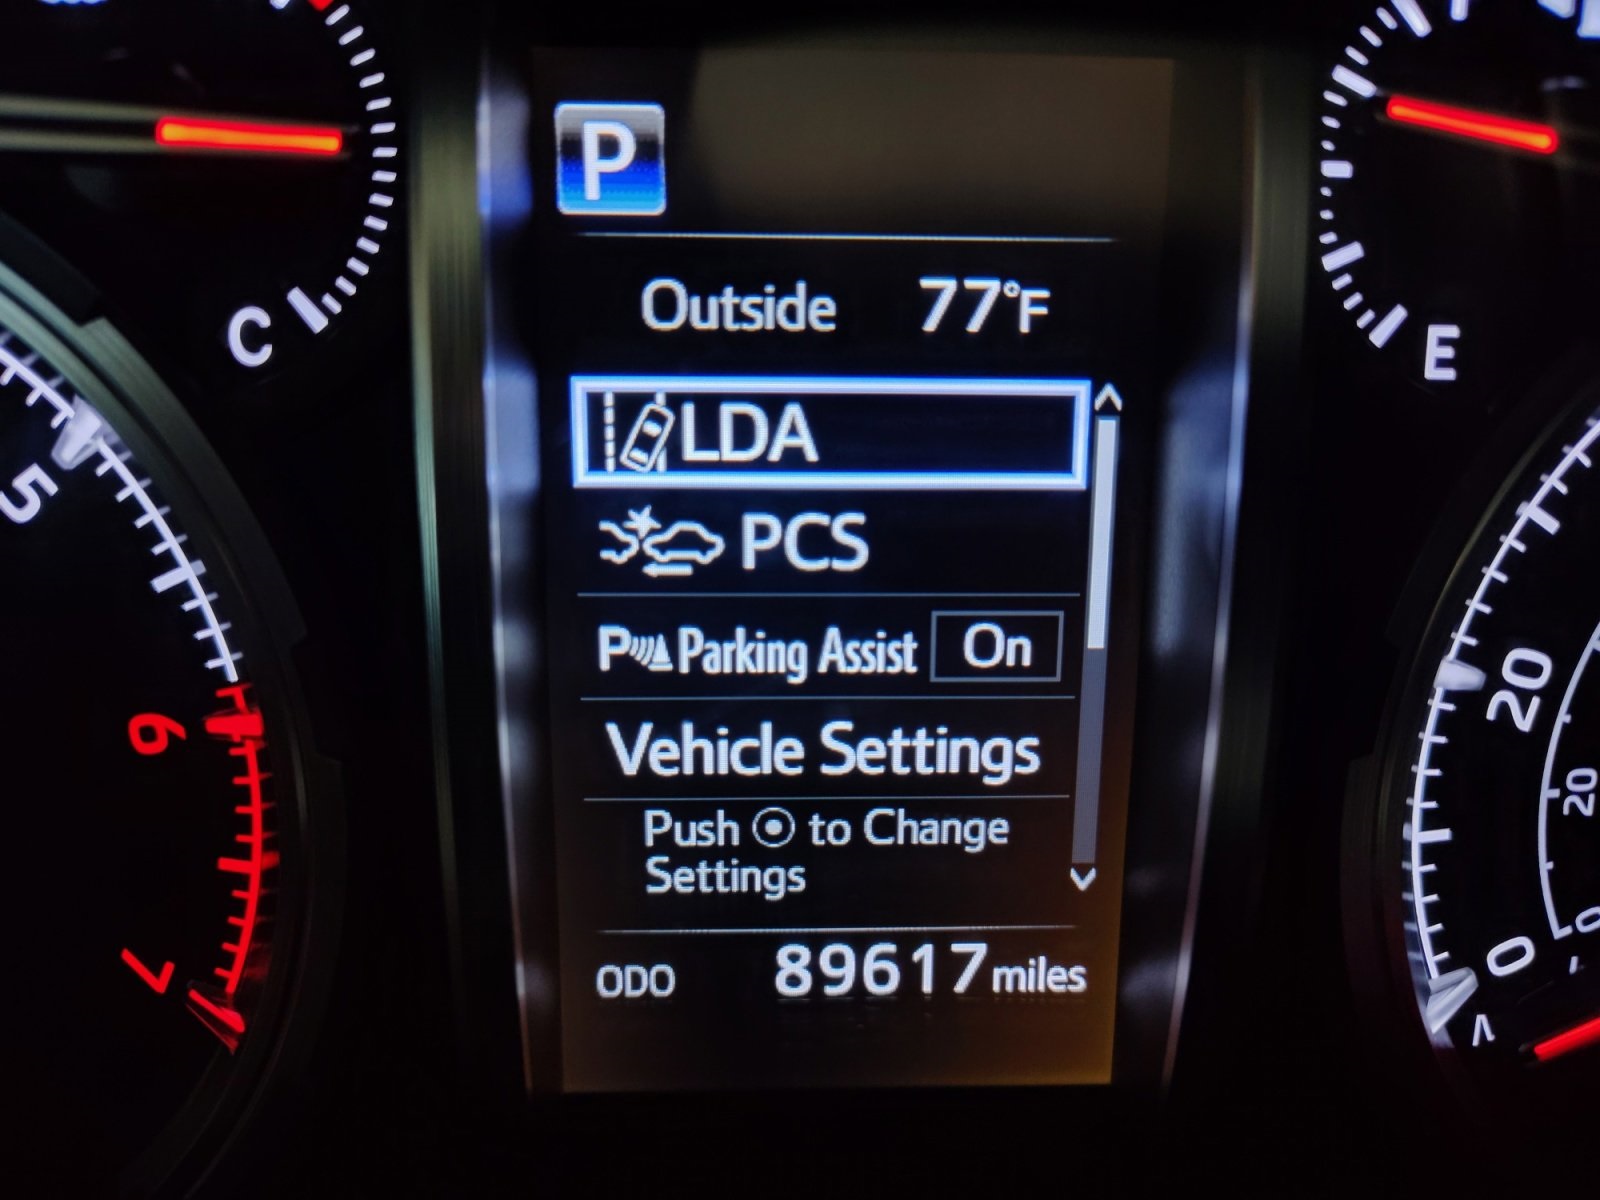 P
Outside 77°F
LDA
PCS
P Parking Assist On
Vehicle Settings
Push to Change
Settings
ODO 89617 miles
C
5
6
7
E
20
20
0
0